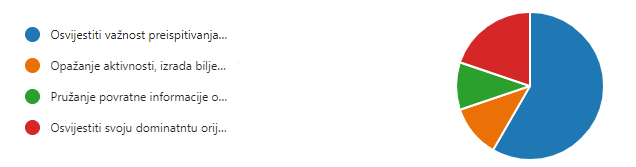 Osvijestiti važnost preispitivanja...
Opažanje aktivnosti, izrada bilje...
Pružanje povratne informacije o...
Osvijestiti svoju dominatntu orij...